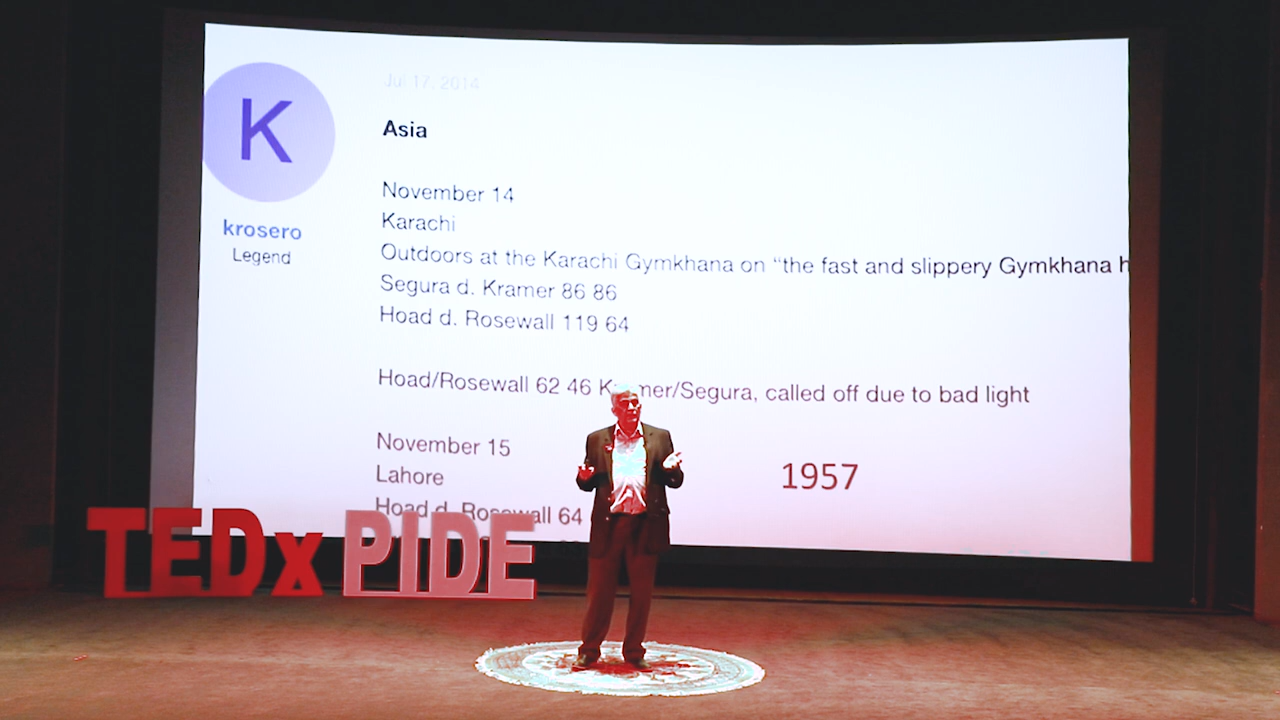 Jul 17, 2014
K
Asia
krosero
Legend
November 14
Karachi
Outdoors at the Karachi Gymkhana on “the fast and slippery Gymkhana h
Segura d. Kramer 86 86
Hoad d. Rosewall 119 64
Hoad/Rosewall 62 46 Kramer/Segura, called off due to bad light
November 15
Lahore
Hoad d. Rosewall 64
1957
TEDx PIDE